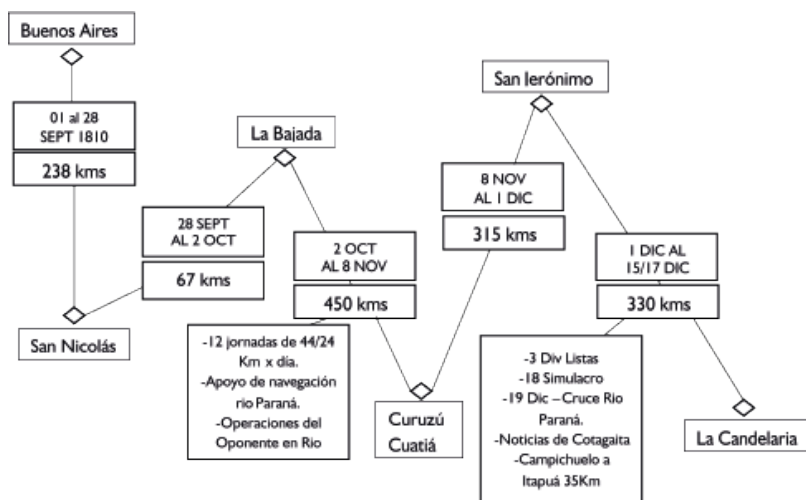 Buenos Aires
01 al 28
SEPT 1810
238 kms
San Nicolás
La Bajada
28 SEPT
AL 2 OCT
67 kms
2 OCT
AL 8 NOV
450 kms
-12 jornadas de 44/24
Km x día.
-Apoyo de navegación
rio Paraná.
-Operaciones del
Oponente en Rio
Curuzú
Cuatiá
San Jerónimo
8 NOV
AL 1 DIC
315 kms
1 DIC AL
15/17 DIC
330 kms
-3 Div Listas
-18 Simulacro
-19 Dic – Cruce Rio
Paraná.
-Noticias de Cotagaita
-Campichuelo a
Itapuá 35Km
La Candelaria